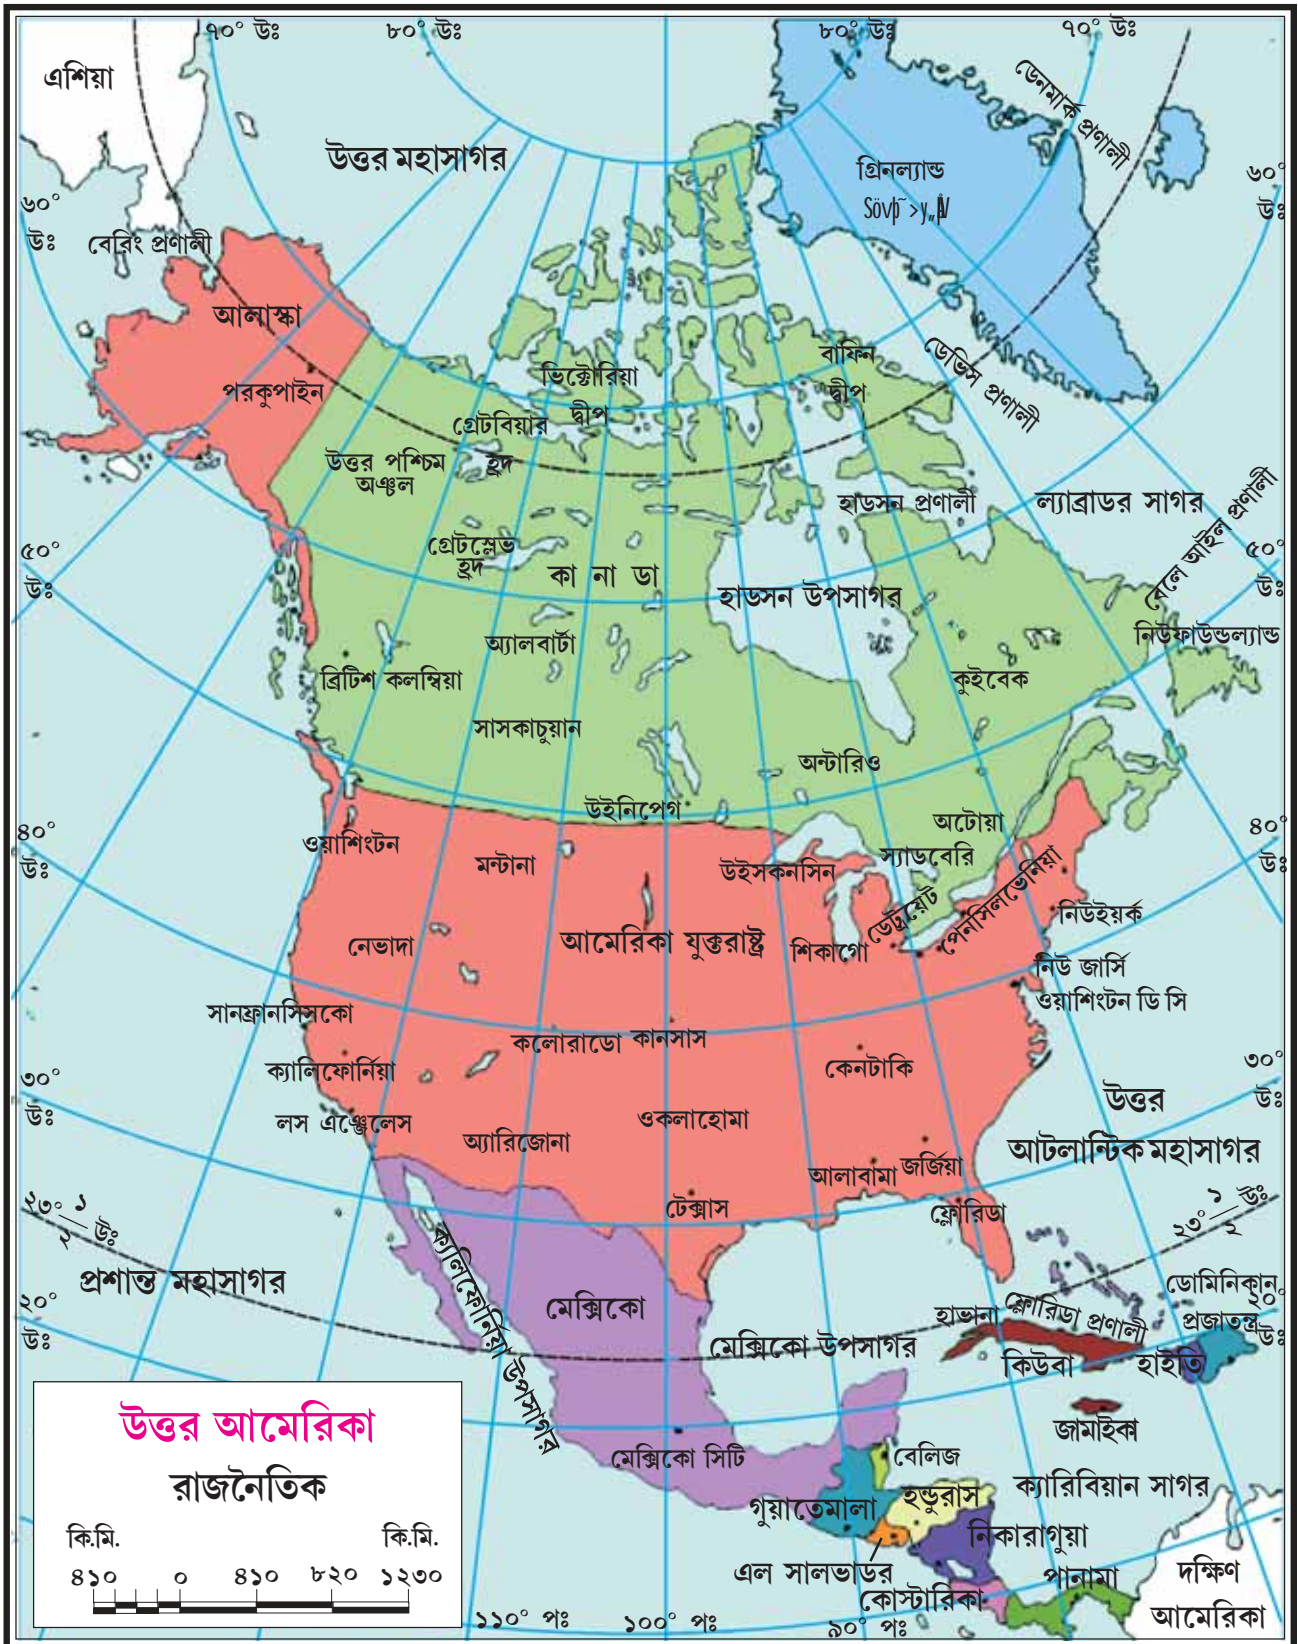 ৭০° উঃ
৮০° উঃ
৮০° উঃ
৭০° উঃ
এশিয়া
ডেনমার্ক প্রণালী
উত্তর মহাসাগর
গ্রিনল্যান্ড
৬০°
উঃ
৬০°
উঃ
বেরিং প্রণালী
আলাস্কা
পরকুপাইন
ভিক্টোরিয়া
দ্বীপ
বাফিন
দ্বীপ
ডেভিস প্রণালী
গ্রেটবিয়ার
হ্রদ
উত্তর পশ্চিম
অঞ্চল
হাডসন প্রণালী
ল্যাব্রাডর সাগর
বেলে আইল প্রণালী
৫০°
উঃ
৫০°
উঃ
গ্রেটস্লেভ
হ্রদ
কা না ডা
হাডসন উপসাগর
নিউফাউন্ডল্যান্ড
অ্যালবার্টা
ব্রিটিশ কলম্বিয়া
কুইবেক
সাসকাচুয়ান
অন্টারিও
উইনিপেগ
অটোয়া
৪০°
উঃ
৪০°
উঃ
ওয়াশিংটন
মন্টানা
উইসকনসিন
স্যাডবেরি
ডেট্রয়েট
পেনসিলভেনিয়া
নিউইয়র্ক
নেভাদা
আমেরিকা যুক্তরাষ্ট্র
শিকাগো
নিউ জার্সি
ওয়াশিংটন ডি সি
সানফ্রানসিসকো
কলোরাডো
কানসাস
কেনটাকি
ক্যালিফোর্নিয়া
৩০°
উঃ
৩০°
উঃ
লস এঞ্জেলেস
অ্যারিজোনা
ওকলাহোমা
উত্তর
আটলান্টিক মহাসাগর
আলাবামা
জর্জিয়া
টেক্সাস
ফ্লোরিডা
২৩° ১/২ উঃ
২৩° ১/২ উঃ
প্রশান্ত মহাসাগর
ক্যালিফোর্নিয়া উপসাগর
মেক্সিকো
মেক্সিকো উপসাগর
হাভানা
ফ্লোরিডা প্রণালী
ডোমিনিকান
প্রজাতন্ত্র
২০°
উঃ
২০°
উঃ
কিউবা
হাইতি
জামাইকা
মেক্সিকো সিটি
বেলিজ
ক্যারিবিয়ান সাগর
গুয়াতেমালা
হন্ডুরাস
নিকারাগুয়া
এল সালভাডর
কোস্টারিকা
পানামা
দক্ষিণ
আমেরিকা
উত্তর আমেরিকা
রাজনৈতিক
কি.মি.
কি.মি.
৪১০ ০ ৪১০ ৮২০ ১২৩০
১১০° পঃ
১০০° পঃ
৯০° পঃ